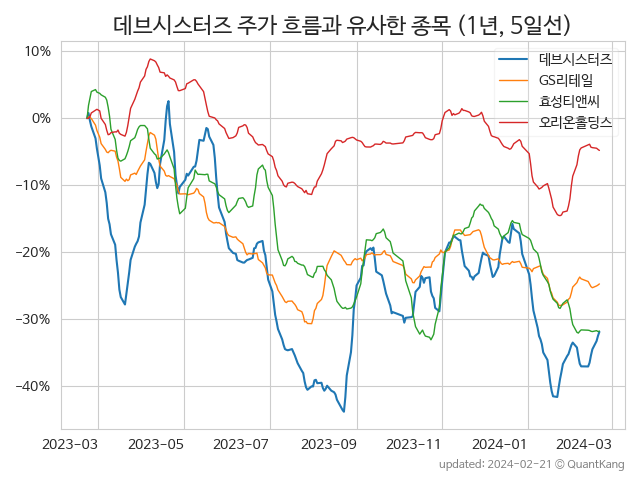 데브시스터즈 주가 흐름과 유사한 종목 (1년, 5일선)
데브시스터즈
GS리테일
효성티앤씨
오리온홀딩스
10%
0%
−10%
−20%
−30%
−40%
2023−03
2023−05
2023−07
2023−09
2023−11
2024−01
2024−03
updated: 2024-02-21 © QuantKang